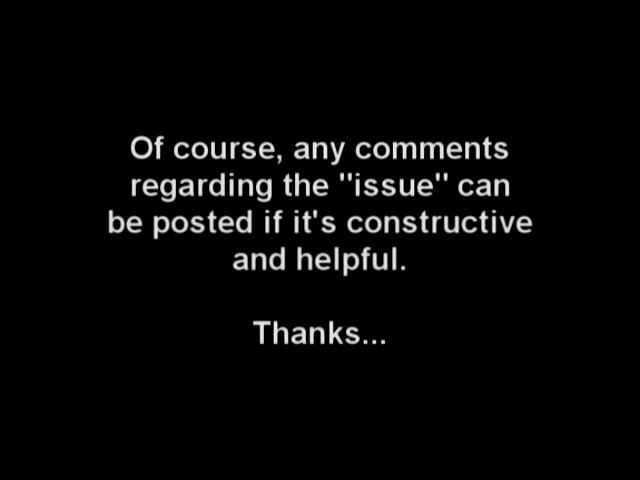 Of course, any comments
regarding the "issue" can
be posted if it's constructive
and helpful.
Thanks...